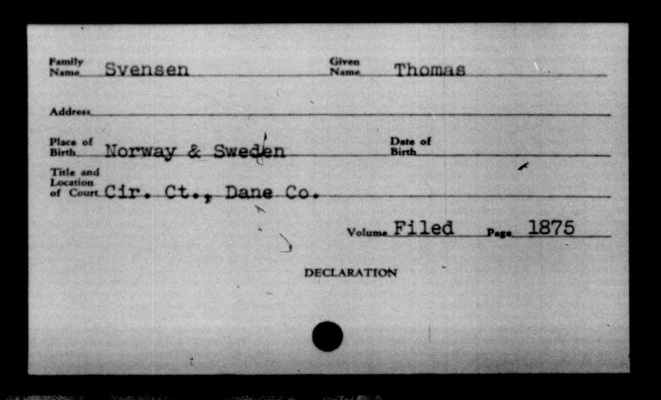 Family Name Svensen Given Name Thomas
Address
Place of Birth Norway & Sweden Date of Birth
Title and Location of Court Cir. Ct., Dane Co.
Volume Filed Page 1875
DECLARATION